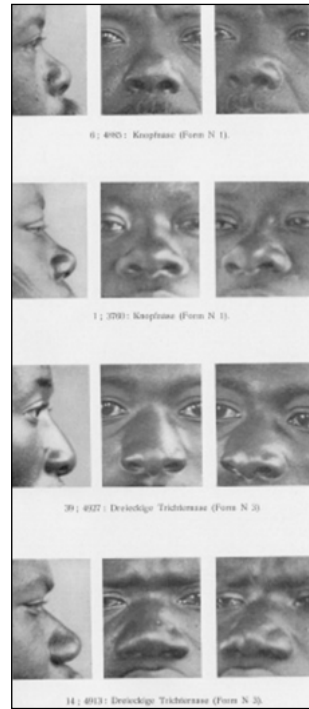 6 ; 4985 : Knopfnase (Form N 1).
1 ; 3760 : Knopfnase (Form N 1).
39 ; 4927 : Dreieckige Trichternase (Form N 3).
14 ; 4913 : Dreieckige Trichternase (Form N 3).